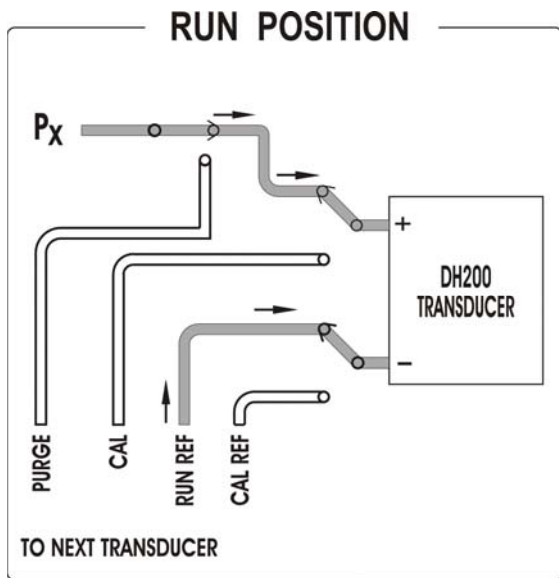 RUN POSITION
PX
+
DH200
TRANSDUCER
−
PURGE
CAL
RUN REF
CAL REF
TO NEXT TRANSDUCER